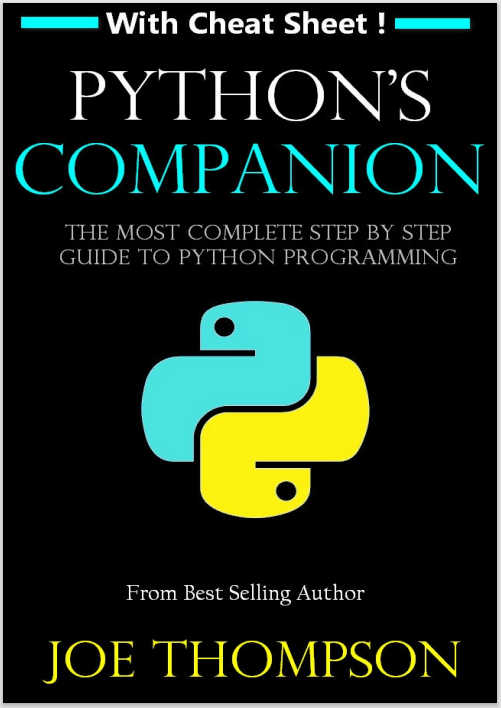 With Cheat Sheet !
PYTHON'S
COMPANION
THE MOST COMPLETE STEP BY STEP
GUIDE TO PYTHON PROGRAMMING
From Best Selling Author
JOE THOMPSON